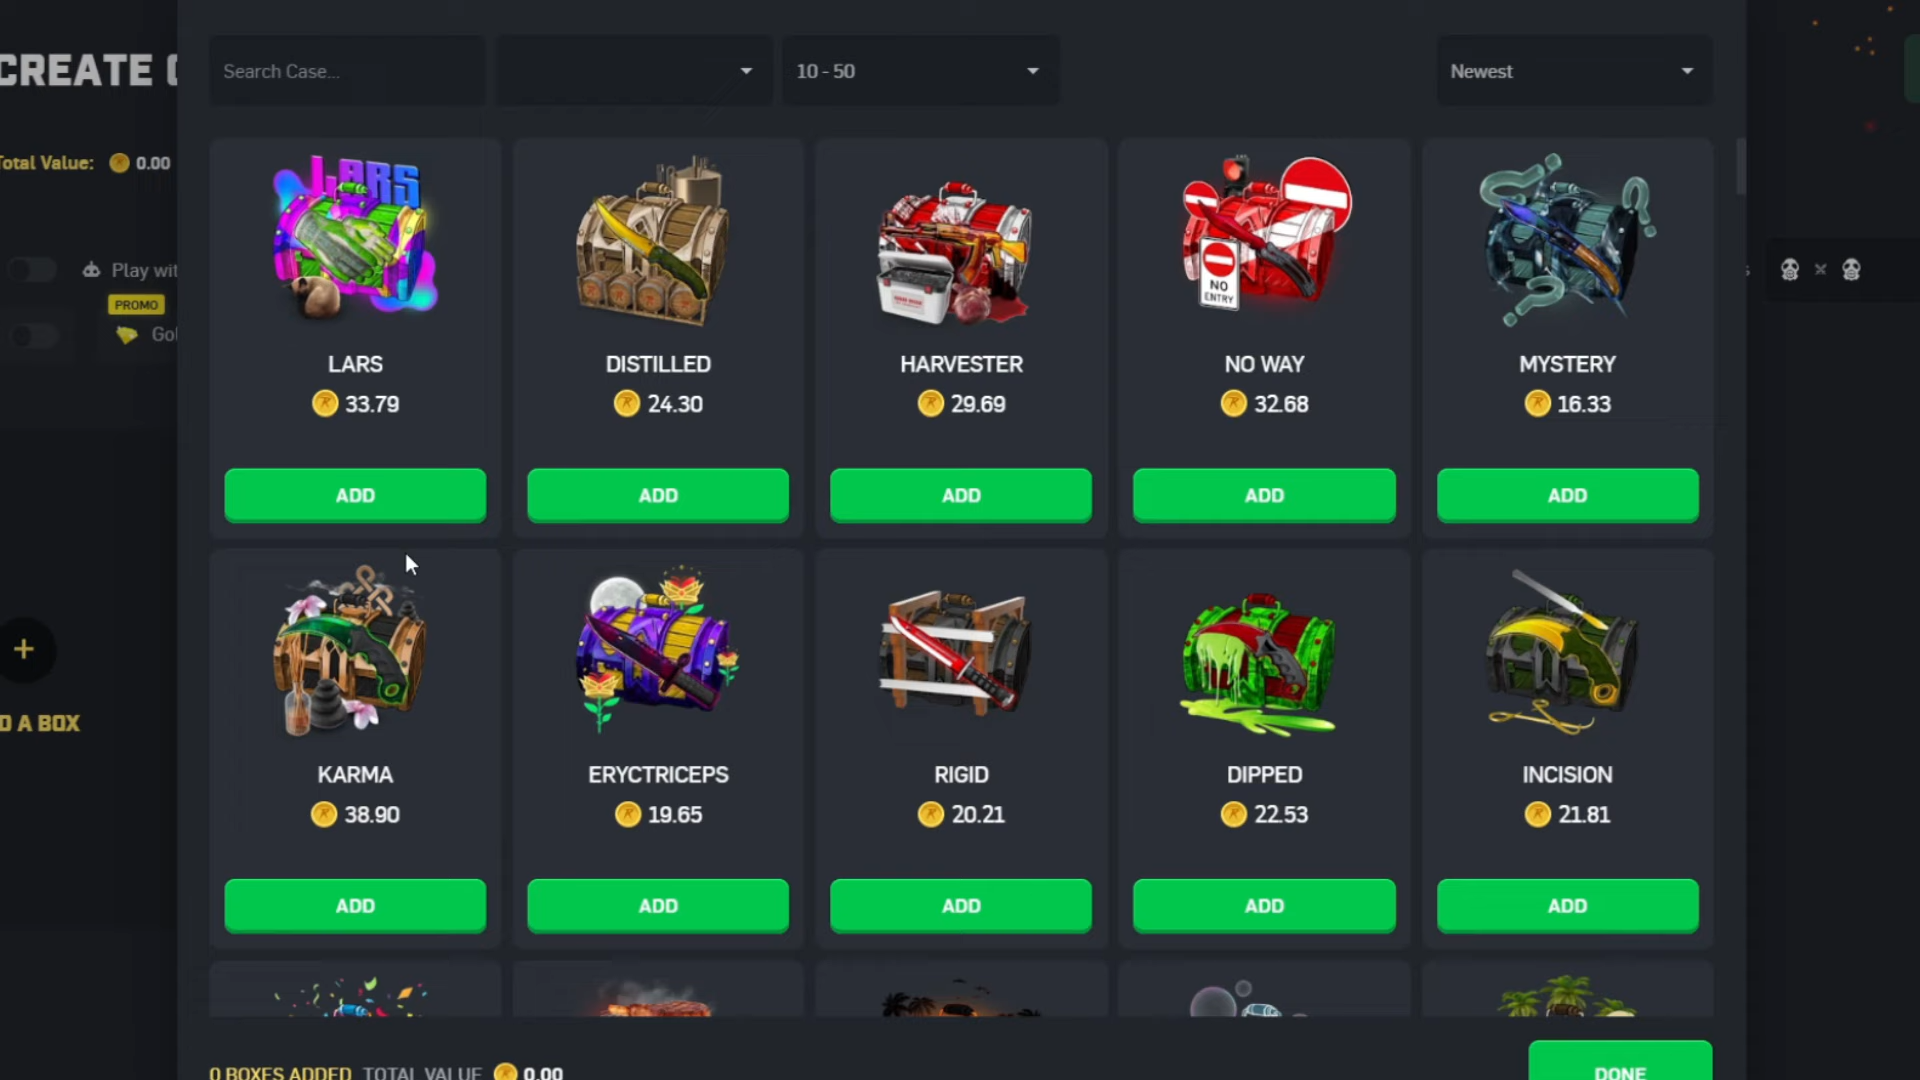 CREATE
Search Case...
10 - 50
Newest
Total Value: 0.00
LARS
NO ENTRY
LARS
DISTILLED
HARVESTER
NO WAY
MYSTERY
33.79
24.30
29.69
32.68
16.33
Play wit
PROMO
Gol
ADD
ADD
ADD
ADD
ADD
D A BOX
KARMA
ERYCTRICEPS
RIGID
DIPPED
INCISION
38.90
19.65
20.21
22.53
21.81
ADD
ADD
ADD
ADD
ADD
0 BOXES ADDED TOTAL VALUE 0.00
DONE